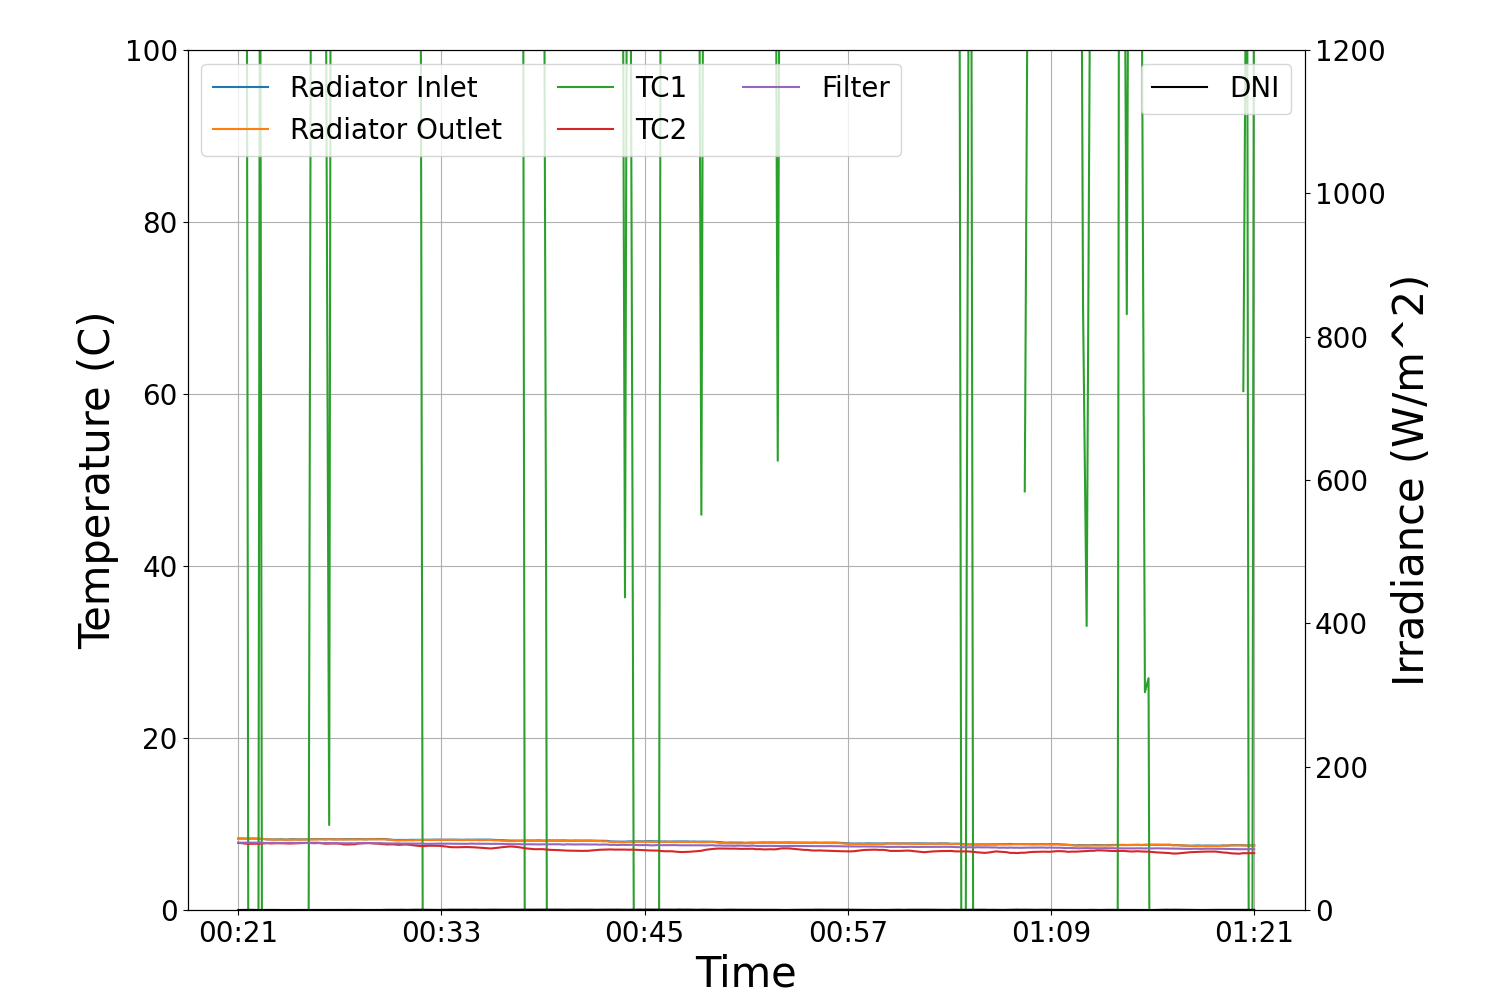 100
80
60
40
20
0
Temperature (C)
Radiator Inlet
Radiator Outlet
TC1
TC2
Filter
DNI
1200
1000
800
600
400
200
0
Irradiance (W/m^2)
00:21 00:33 00:45 00:57 01:09 01:21
Time